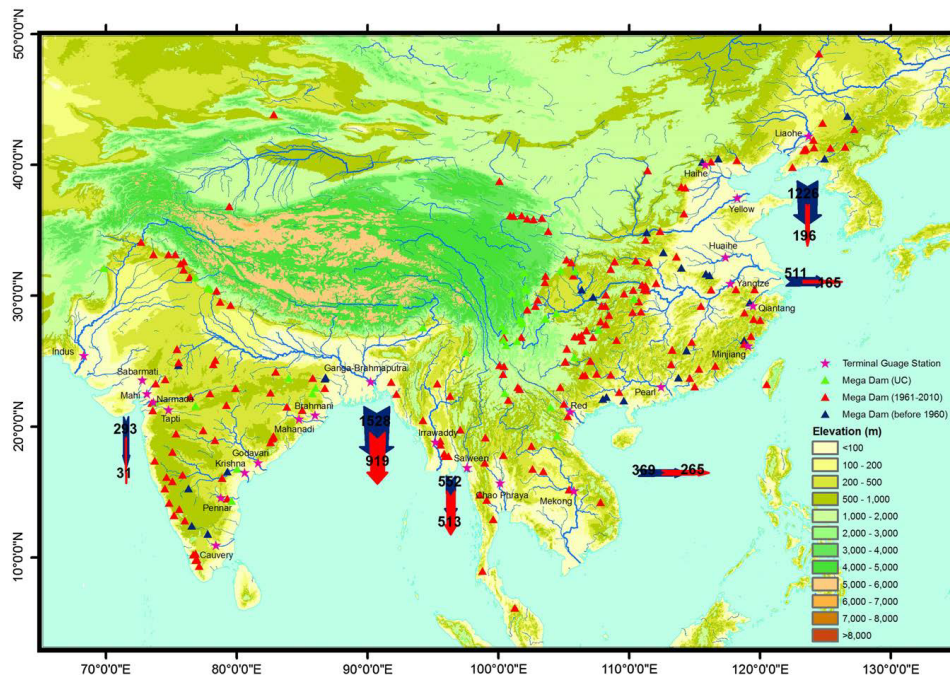 50°0'0"N
40°0'0"N
30°0'0"N
20°0'0"N
10°0'0"N
Liaohe
Haihe
Yellow
1226
196
Huaihe
511
165
Yangtze
Qiantang
Minjiang
Indus
Sabarmati
Mahi
Narmada
Tapti
Ganga-Brahmaputra
Brahmani
Mahanadi
Pearl
Red
293
31
Godavari
Krishna
Pennar
Cauvery
1528
919
Irrawaddy
Salween
552
513
Chao Phraya
Mekong
369
265
Terminal Guage Station
Mega Dam (UC)
Mega Dam (1961-2010)
Mega Dam (before 1960)
Elevation (m)
<100
100 - 200
200 - 500
500 - 1,000
1,000 - 2,000
2,000 - 3,000
3,000 - 4,000
4,000 - 5,000
5,000 - 6,000
6,000 - 7,000
7,000 - 8,000
>8,000
70°0'0"E
80°0'0"E
90°0'0"E
100°0'0"E
110°0'0"E
120°0'0"E
130°0'0"E